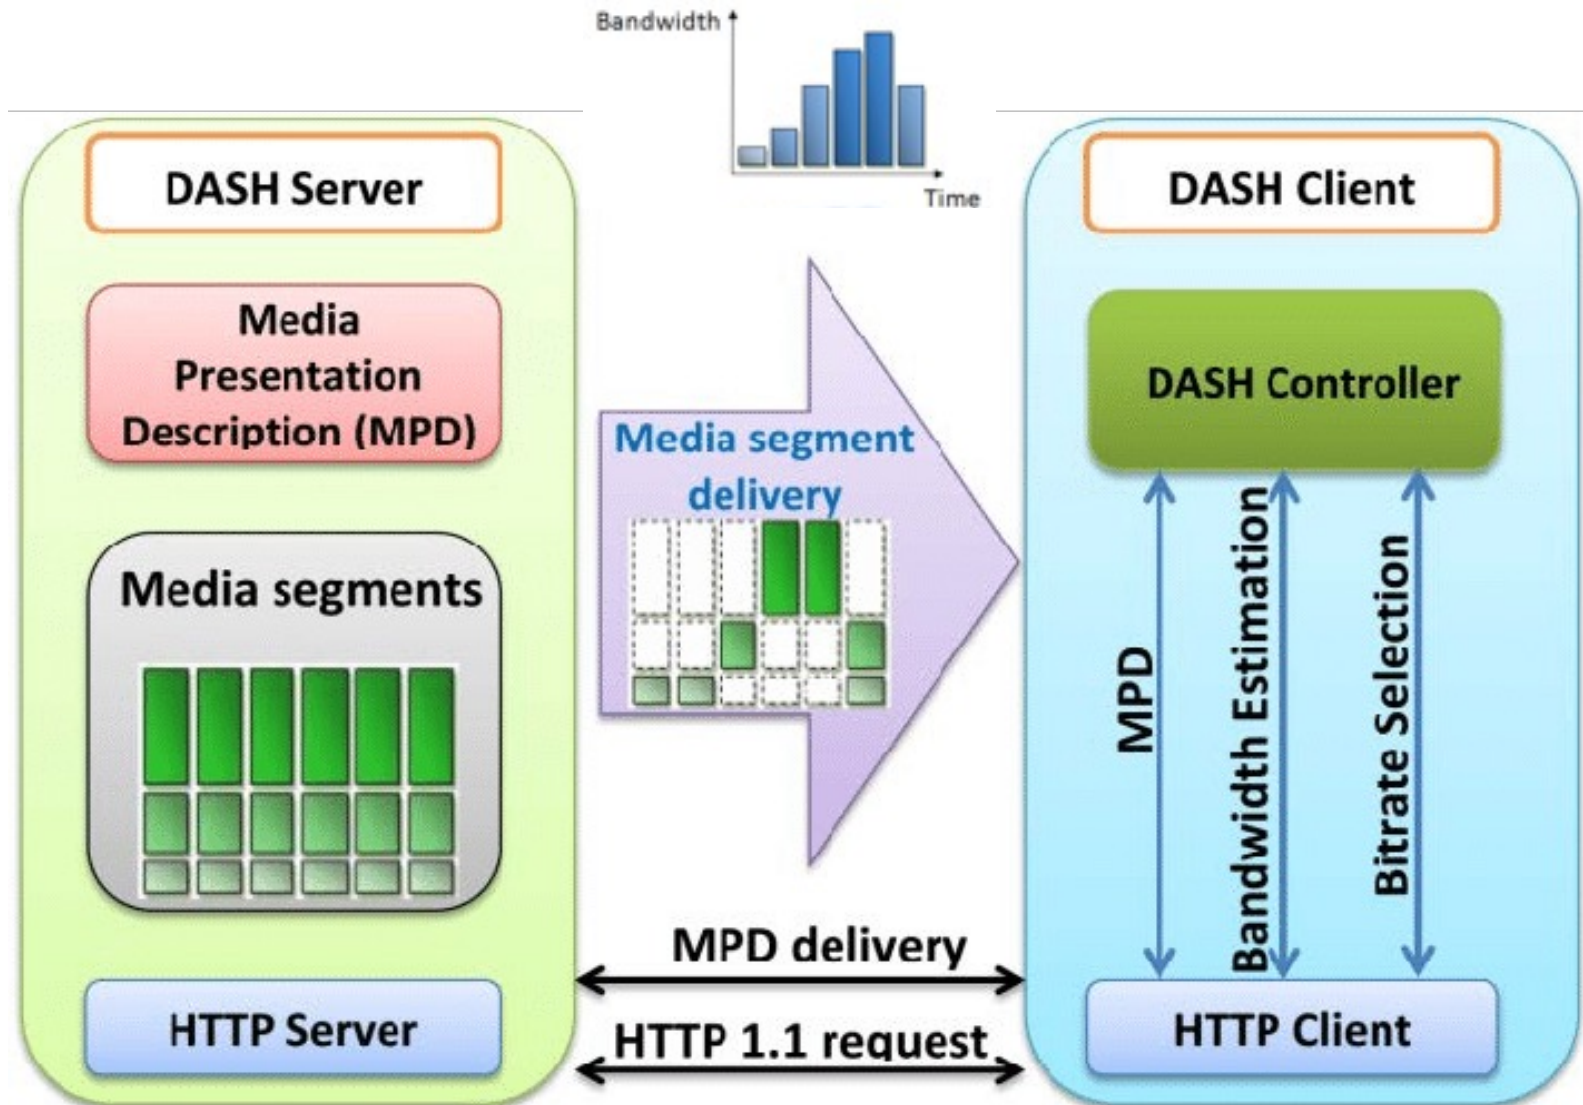 Bandwidth
Time
DASH Server
Media
Presentation
Description (MPD)
Media segments
HTTP Server
Media segment
delivery
MPD delivery
HTTP 1.1 request
DASH Client
DASH Controller
MPD
Bandwidth Estimation
Bitrate Selection
HTTP Client